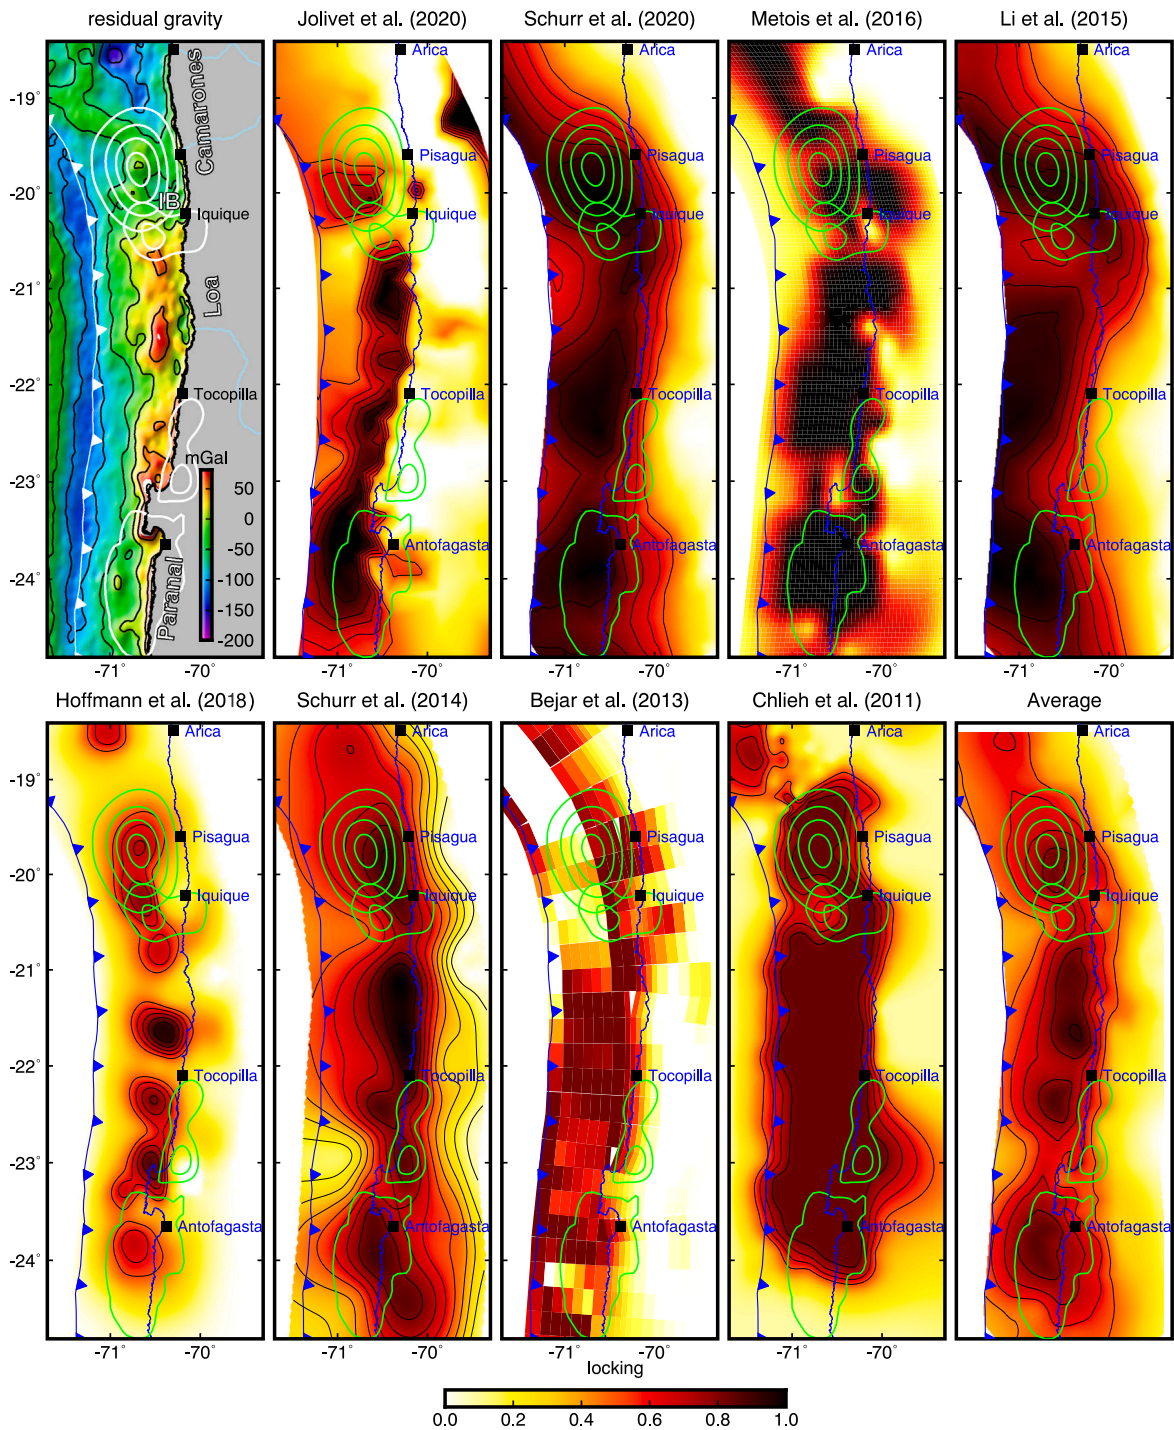 residual gravity
Jolivet et al. (2020)
Schurr et al. (2020)
Metois et al. (2016)
Li et al. (2015)
Arica
Arica
Arica
Arica
Camarones
-19°
Pisagua
Pisagua
Pisagua
Pisagua
-20°
IB
Iquique
Iquique
Iquique
Iquique
Iquique
-21°
Loa
-22°
Tocopilla
Tocopilla
Tocopilla
Tocopilla
Tocopilla
mGal
50
0
-50
-100
-150
-200
-23°
Antofagasta
Antofagasta
Antofagasta
Antofagasta
-24°
Paranal
-71° -70°
-71° -70°
-71° -70°
-71° -70°
-71° -70°
Hoffmann et al. (2018)
Schurr et al. (2014)
Bejar et al. (2013)
Chlieh et al. (2011)
Average
Arica
Arica
Arica
Arica
Arica
-19°
Pisagua
Pisagua
Pisagua
Pisagua
Pisagua
-20°
Iquique
Iquique
Iquique
Iquique
Iquique
-21°
-22°
Tocopilla
Tocopilla
Tocopilla
Tocopilla
Tocopilla
-23°
Antofagasta
Antofagasta
Antofagasta
Antofagasta
Antofagasta
-24°
-71° -70°
-71° -70°
-71° -70°
-71° -70°
-71° -70°
locking
0.0 0.2 0.4 0.6 0.8 1.0